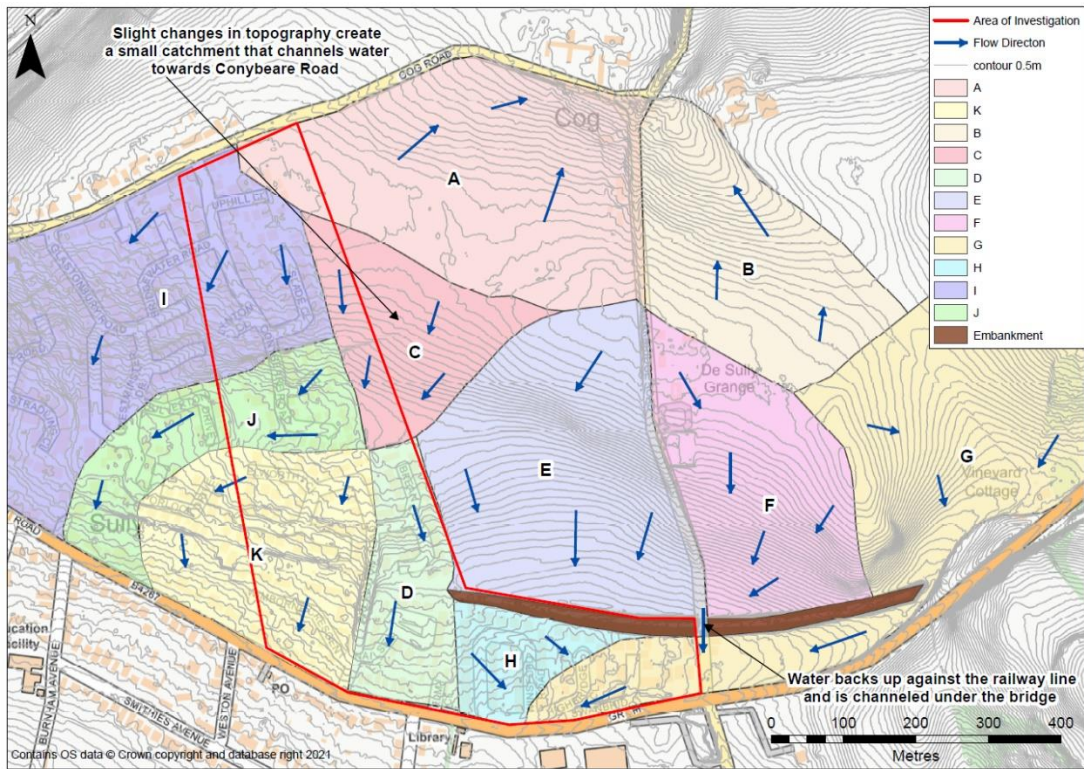 N
Slight changes in topography create
a small catchment that channels water
towards Conybeare Road
COG ROAD
Cog
Area of Investigation
Flow Directon
contour 0.5m
A
K
B
C
D
E
F
G
H
I
J
Embankment
A
B
UPHILL CL
I
C
De Sully
Grange
J
E
G
Vineyard
Cottage
F
Sully
K
D
ROAD
B4267
H
Water backs up against the railway line
and is channeled under the bridge
Facility
BURNHAM AVENUE
WESTON AVENUE
SMITHIES AVENUE
PO
Library
0 100 200 300 400
Metres
Contains OS data © Crown copyright and database right 2021